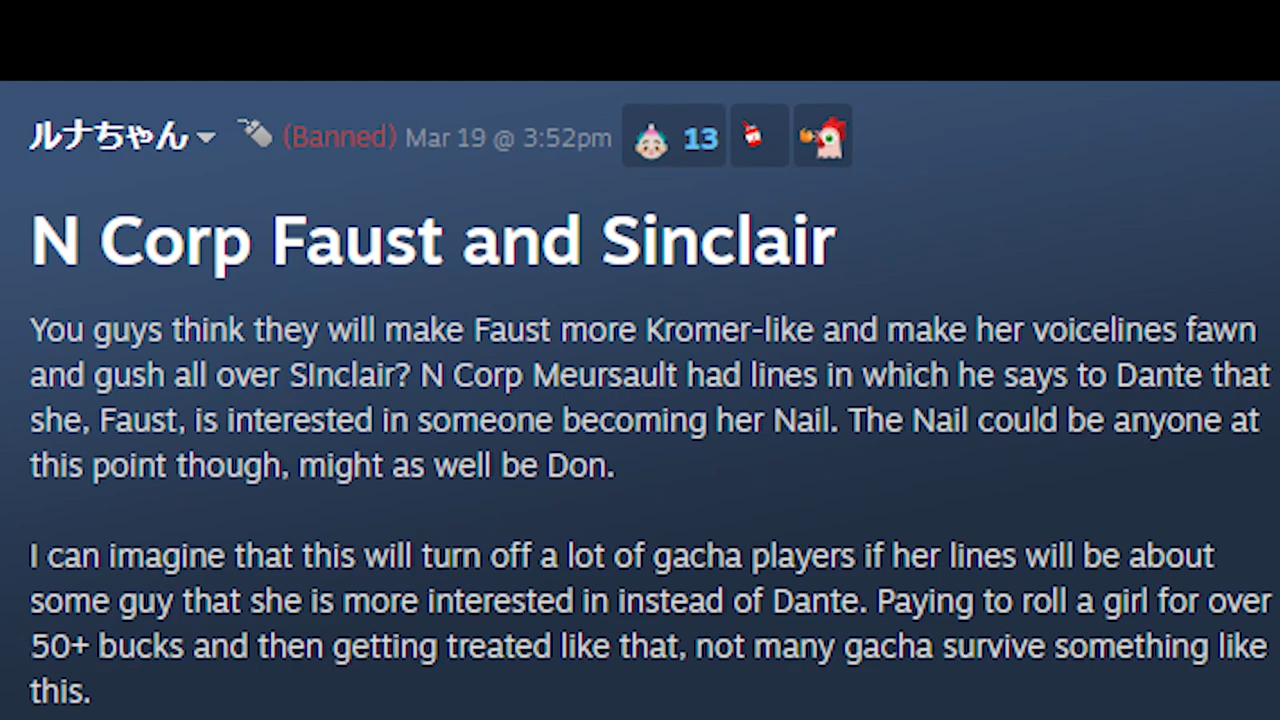 ルナちゃん (Banned) Mar 19 @ 3:52pm 13
N Corp Faust and Sinclair
You guys think they will make Faust more Kromer-like and make her voicelines fawn
and gush all over SInclair? N Corp Meursault had lines in which he says to Dante that
she, Faust, is interested in someone becoming her Nail. The Nail could be anyone at
this point though, might as well be Don.
I can imagine that this will turn off a lot of gacha players if her lines will be about
some guy that she is more interested in instead of Dante. Paying to roll a girl for over
50+ bucks and then getting treated like that, not many gacha survive something like
this.